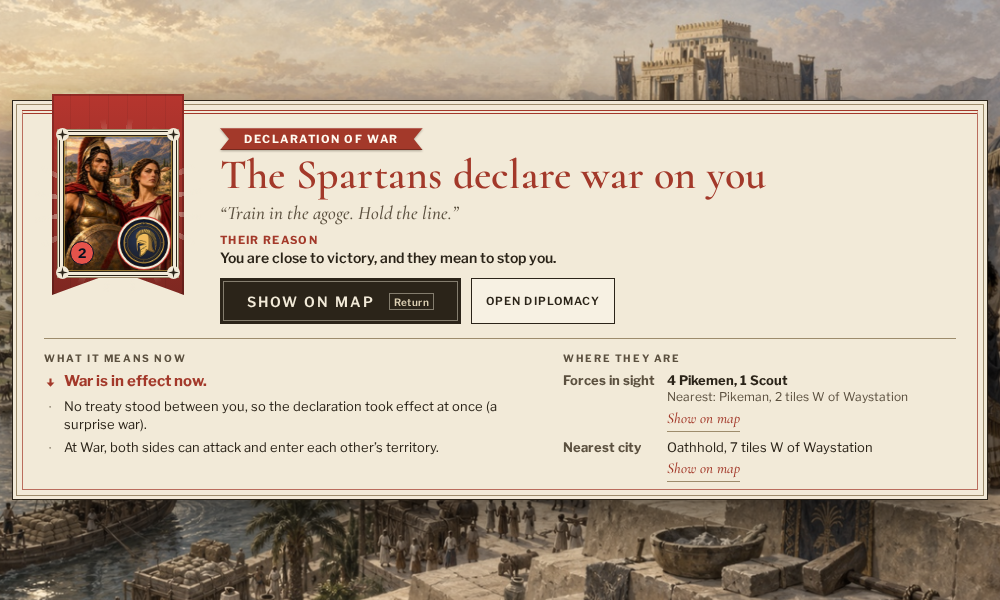 DECLARATION OF WAR
The Spartans declare war on you
“Train in the agoge. Hold the line.”
THEIR REASON
You are close to victory, and they mean to stop you.
2
SHOW ON MAP Return
OPEN DIPLOMACY
WHAT IT MEANS NOW
War is in effect now.
No treaty stood between you, so the declaration took effect at once (a
surprise war).
At War, both sides can attack and enter each other’s territory.
WHERE THEY ARE
Forces in sight 4 Pikemen, 1 Scout
Nearest: Pikeman, 2 tiles W of Waystation
Show on map
Nearest city Oathhold, 7 tiles W of Waystation
Show on map